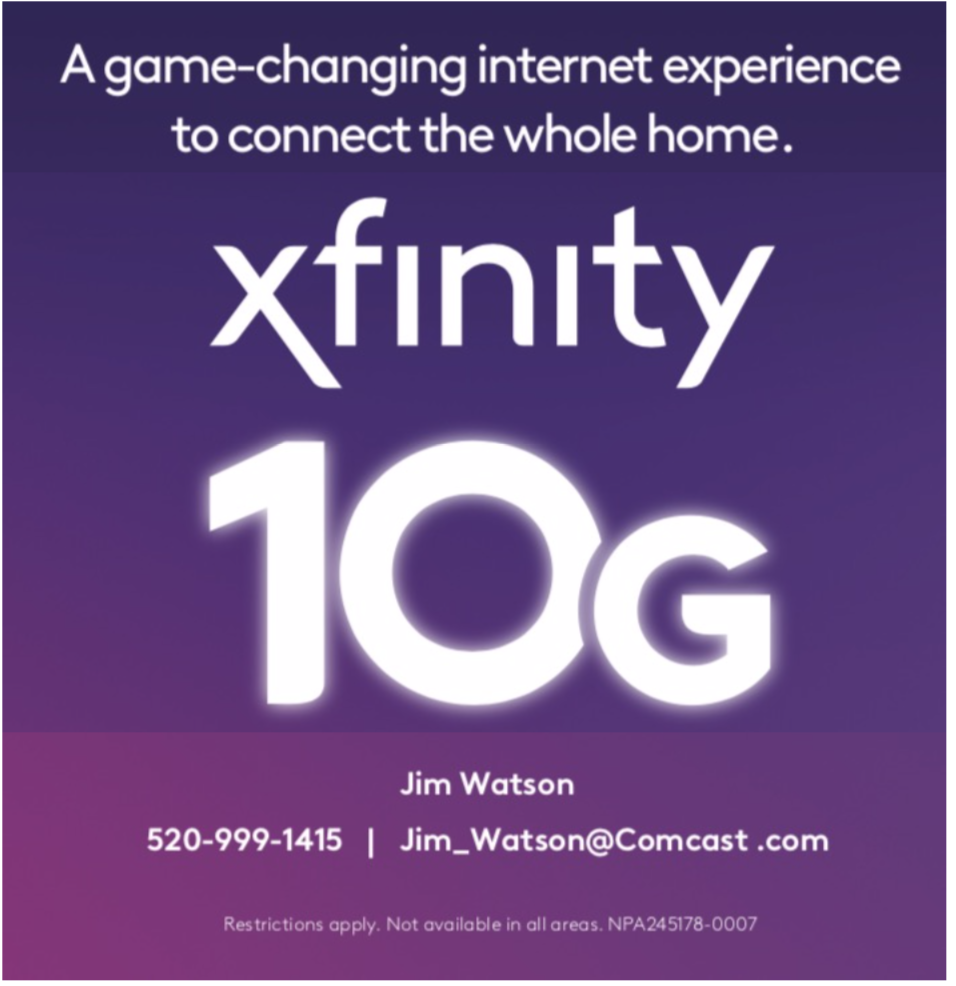 A game-changing internet experience
to connect the whole home.
xfinity
10G
Jim Watson
520-999-1415 | Jim_Watson@Comcast .com
Restrictions apply. Not available in all areas. NPA245178-0007